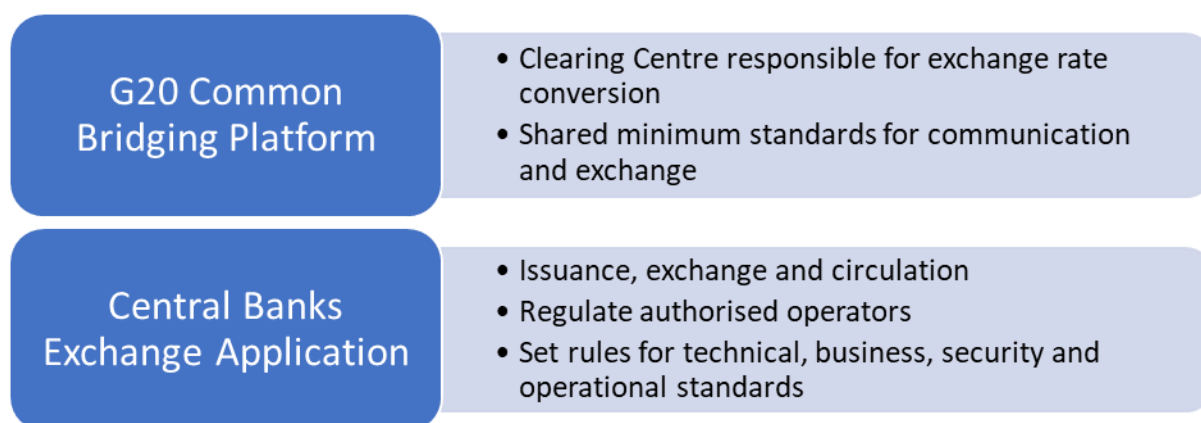 G20 Common
Bridging Platform
• Clearing Centre responsible for exchange rate
conversion
• Shared minimum standards for communication
and exchange
Central Banks
Exchange Application
• Issuance, exchange and circulation
• Regulate authorised operators
• Set rules for technical, business, security and
operational standards